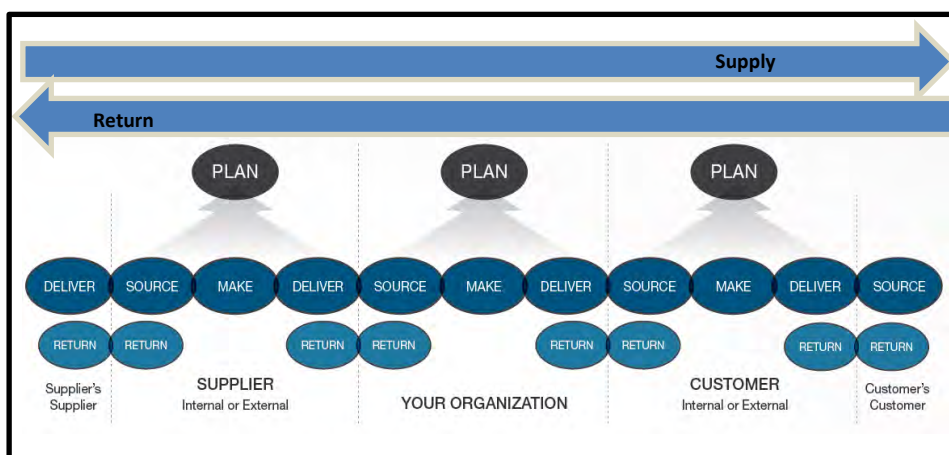 Supply
Return
PLAN PLAN PLAN
DELIVER SOURCE MAKE DELIVER SOURCE MAKE DELIVER SOURCE MAKE DELIVER SOURCE
RETURN RETURN RETURN RETURN RETURN RETURN RETURN RETURN
Supplier's
Supplier
SUPPLIER
Internal or External
YOUR ORGANIZATION
CUSTOMER
Internal or External
Customer's
Customer